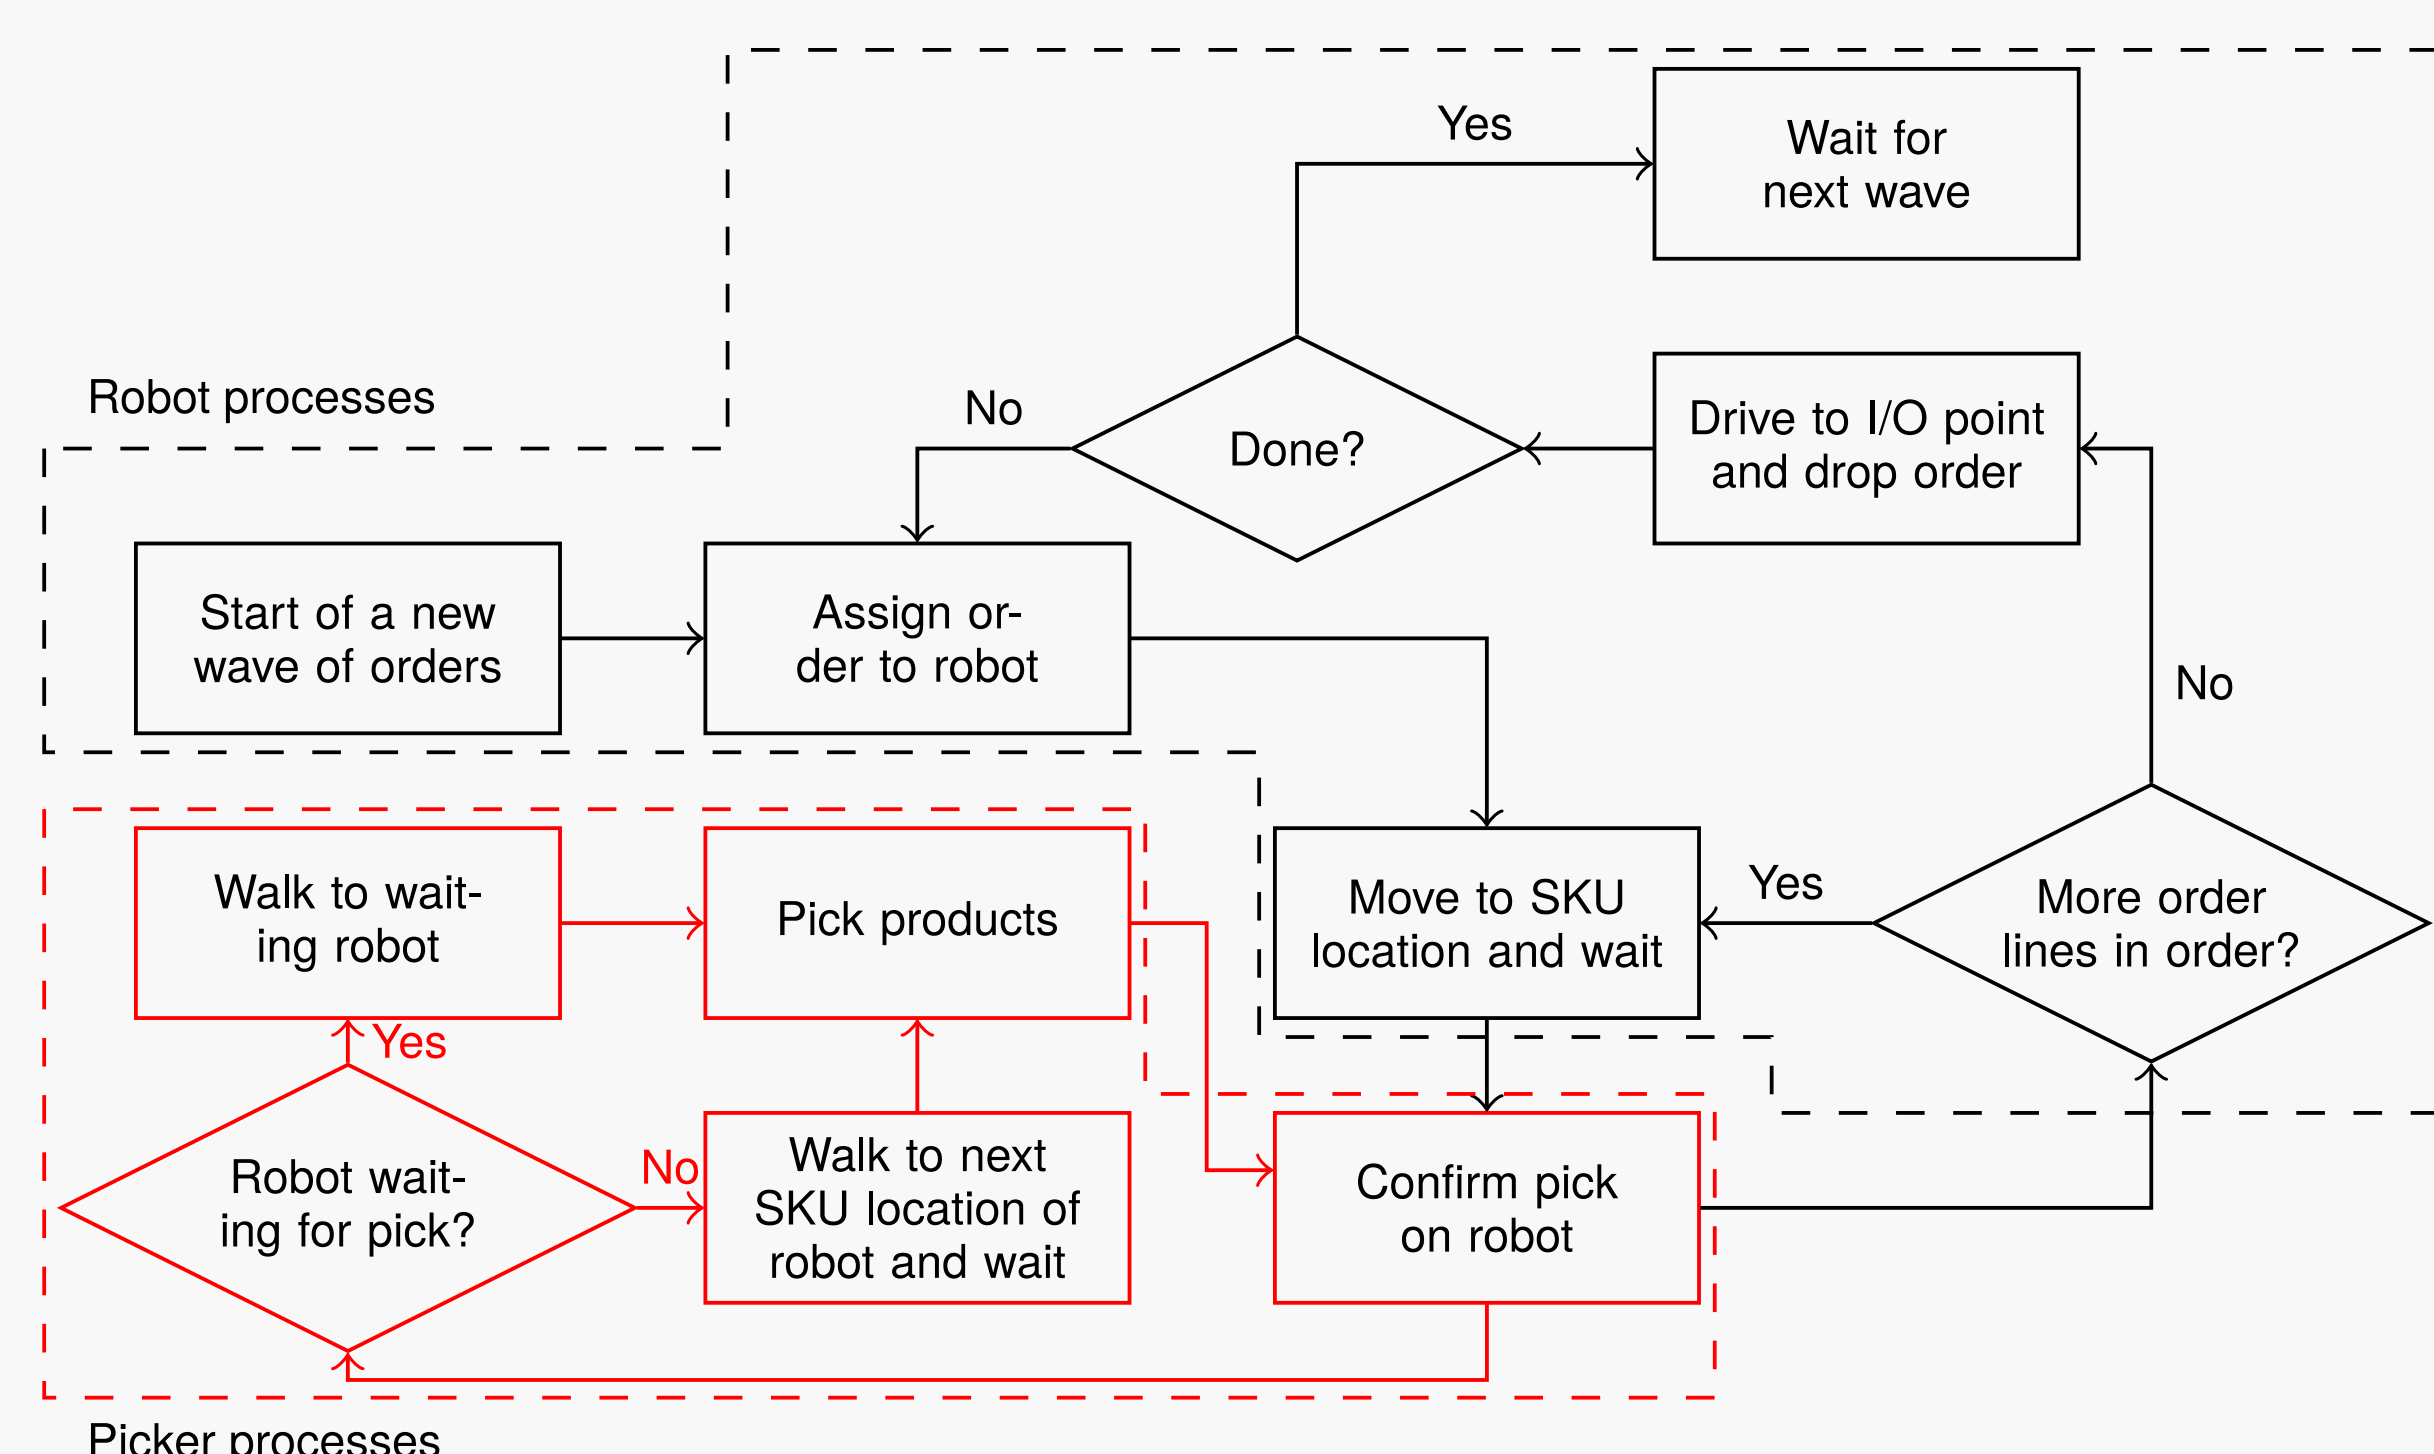 Yes
Wait for
next wave
Robot processes
No
Done?
Drive to I/O point
and drop order
Start of a new
wave of orders
Assign or-
der to robot
No
Walk to wait-
ing robot
Pick products
Move to SKU
location and wait
Yes
More order
lines in order?
Yes
Robot wait-
ing for pick?
No
Walk to next
SKU location of
robot and wait
Confirm pick
on robot
Picker processes